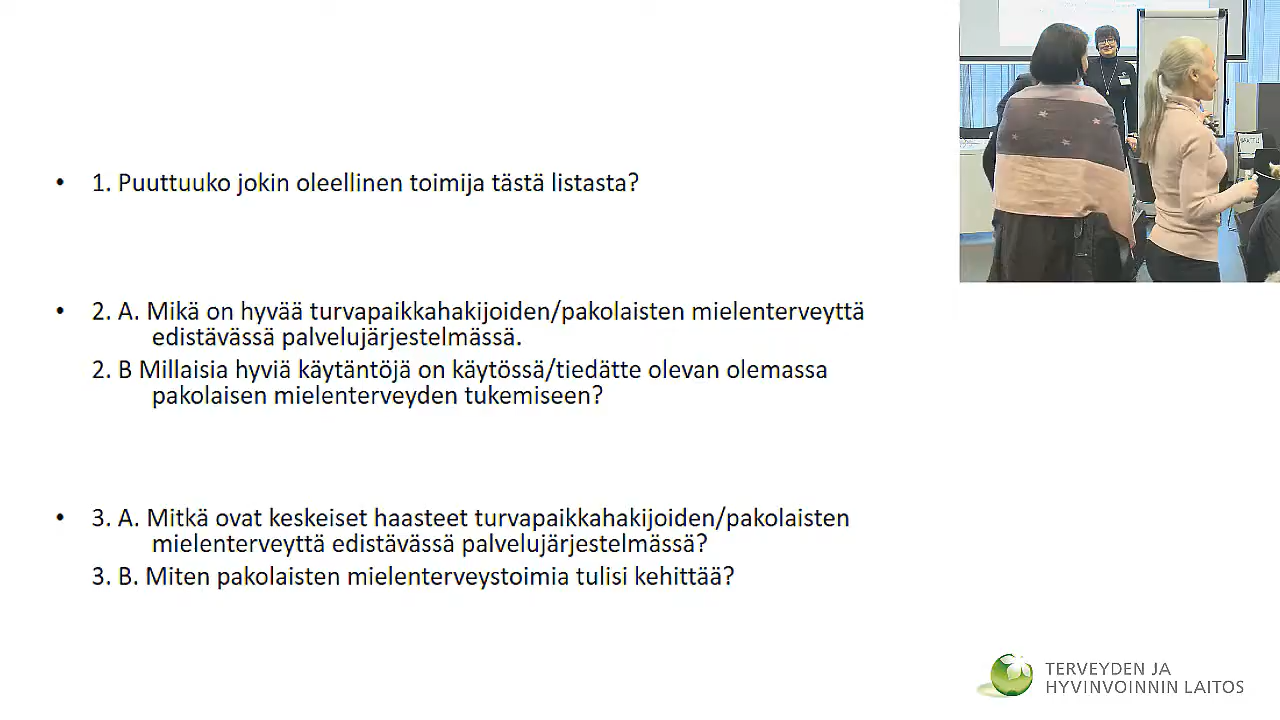 • 1. Puuttuuko jokin oleellinen toimija tästä listasta?
• 2. A. Mikä on hyvää turvapaikkahakijoiden/pakolaisten mielenterveyttä
edistävässä palvelujärjestelmässä.
2. B Millaisia hyviä käytäntöjä on käytössä/tiedätte olevan olemassa
pakolaisen mielenterveyden tukemiseen?
• 3. A. Mitkä ovat keskeiset haasteet turvapaikkahakijoiden/pakolaisten
mielenterveyttä edistävässä palvelujärjestelmässä?
3. B. Miten pakolaisten mielenterveystoimia tulisi kehittää?
TERVEYDEN JA
HYVINVOINNIN LAITOS